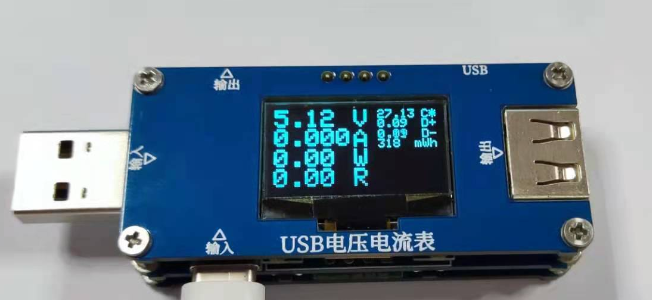 输出
USB
5.12 V
0.000A
0.00 W
0.00 R
27.13 C*
0.09 D+
0.09 D-
318 mWh
输入
输出
输入
USB电压电流表